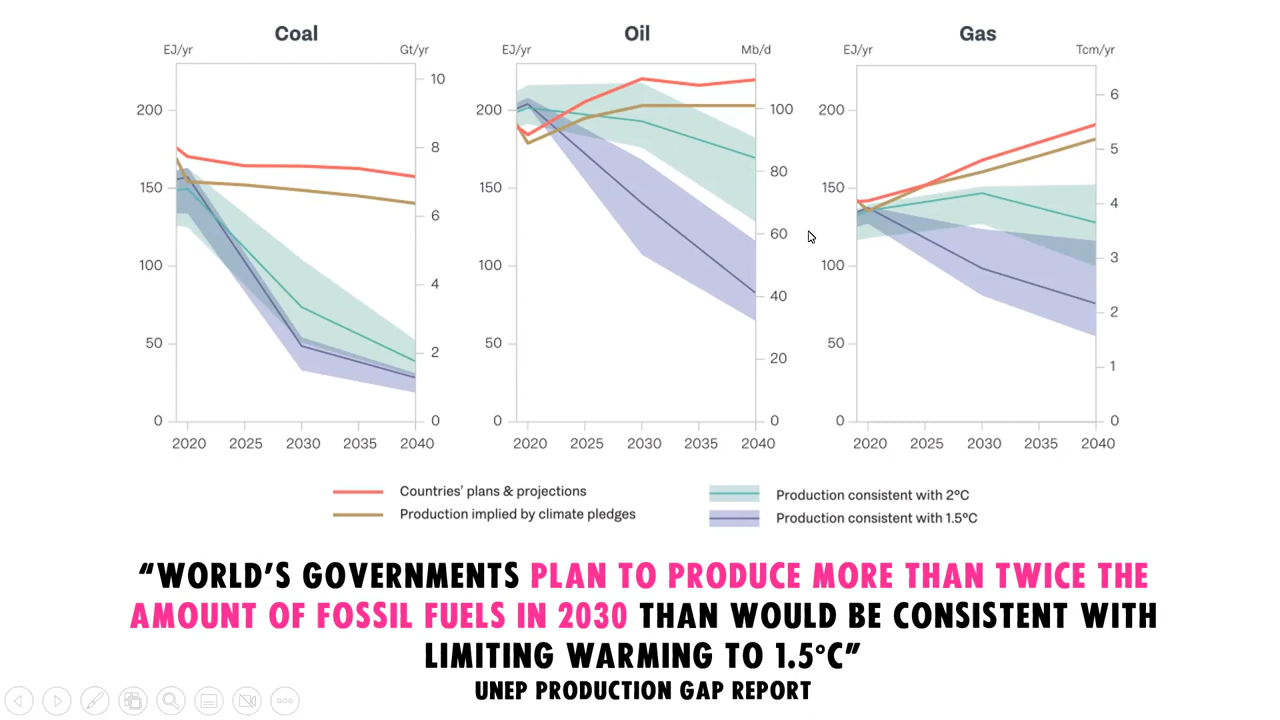 Coal
EJ/yr
Gt/yr
200
150
100
50
0
10
8
6
4
2
0
2020 2025 2030 2035 2040
Oil
EJ/yr
Mb/d
200
150
100
50
0
100
80
60
40
20
0
2020 2025 2030 2035 2040
Gas
EJ/yr
Tcm/yr
200
150
100
50
0
6
5
4
3
2
1
0
2020 2025 2030 2035 2040
Countries' plans & projections
Production implied by climate pledges
Production consistent with 2°C
Production consistent with 1.5°C
“WORLD’S GOVERNMENTS PLAN TO PRODUCE MORE THAN TWICE THE
AMOUNT OF FOSSIL FUELS IN 2030 THAN WOULD BE CONSISTENT WITH
LIMITING WARMING TO 1.5°C”
UNEP PRODUCTION GAP REPORT